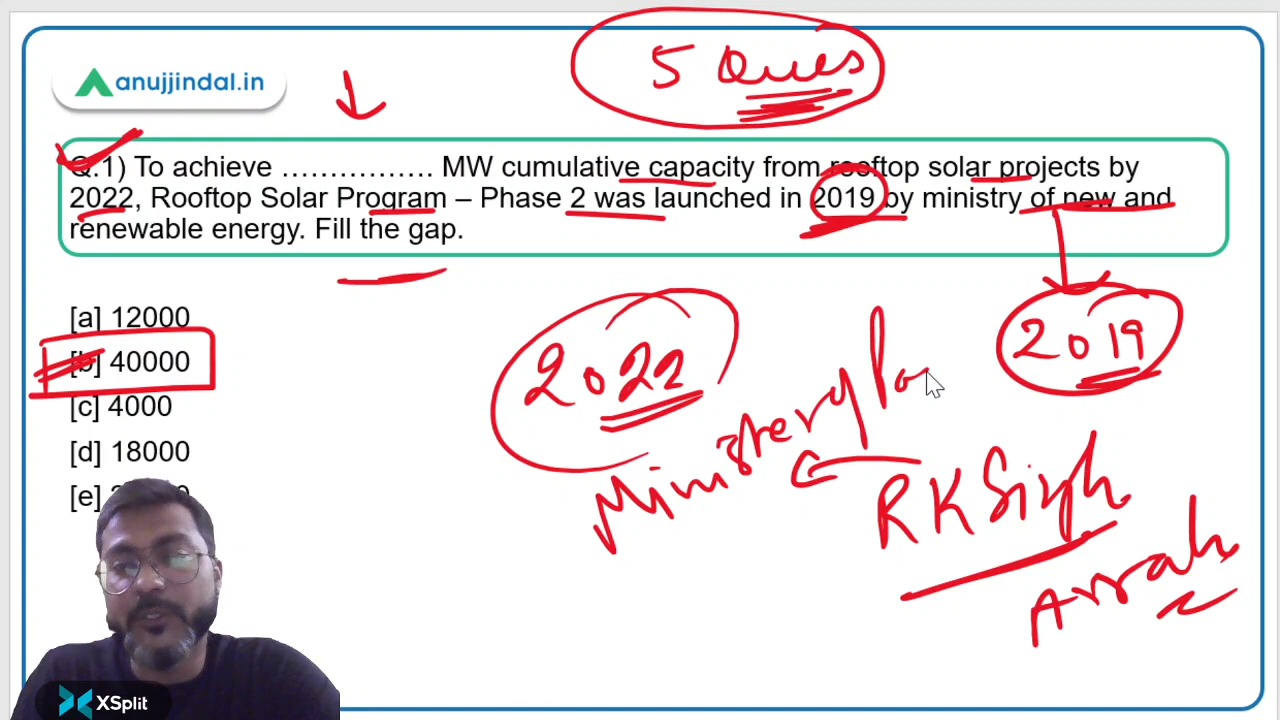 5 Ques
anujjindal.in
Q.1) To achieve ................ MW cumulative capacity from rooftop solar projects by
2022, Rooftop Solar Program – Phase 2 was launched in 2019 by ministry of new and
renewable energy. Fill the gap.
[a] 12000
[b] 40000
[c] 4000
[d] 18000
[e]
2022
2019
RK Singh
Arrah
XSplit